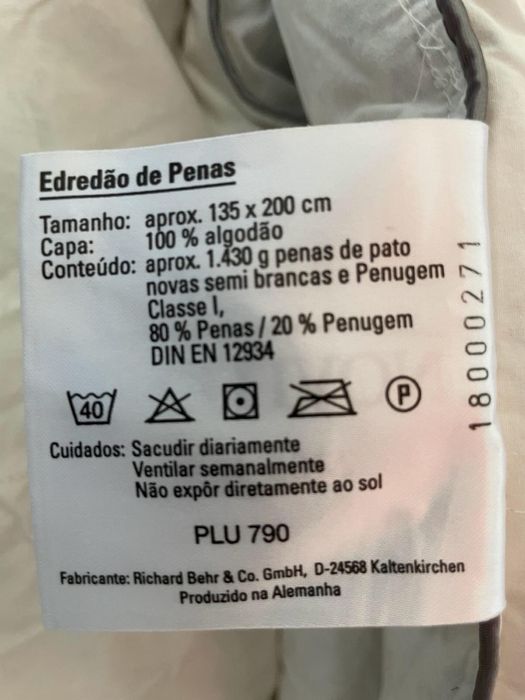 Edredão de Penas
Tamanho: aprox. 135 x 200 cm
Capa: 100 % algodão
Conteúdo: aprox. 1.430 g penas de pato
novas semi brancas e Penugem
Classe I,
80 % Penas / 20 % Penugem
DIN EN 12934
18000271
40
P
Cuidados: Sacudir diariamente
Ventilar semanalmente
Não expôr diretamente ao sol
PLU 790
Fabricante: Richard Behr & Co. GmbH, D-24568 Kaltenkirchen
Produzido na Alemanha